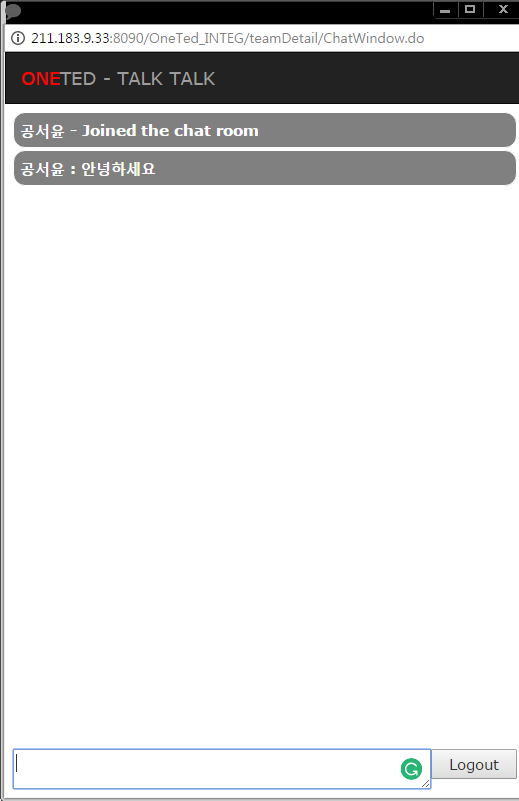 211.183.9.33:8090/OneTed_INTEG/teamDetail/ChatWindow.do
ONETED - TALK TALK
공서윤 - Joined the chat room
공서윤 : 안녕하세요
Logout